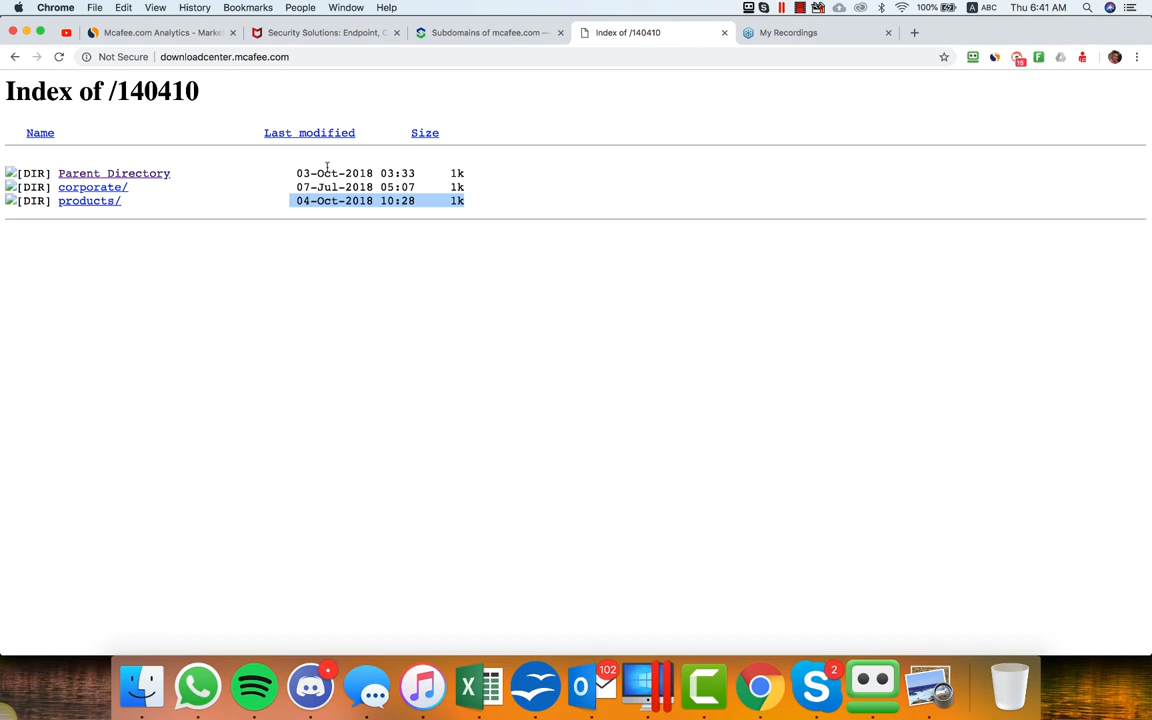 Chrome File Edit View History Bookmarks People Window Help 100% A ABC Thu 6:41 AM
Mcafee.com Analytics - Marke Security Solutions: Endpoint, C Subdomains of mcafee.com — Index of /140410 My Recordings
Not Secure downloadcenter.mcafee.com 15
Index of /140410
Name Last modified Size
[DIR] Parent Directory 03-Oct-2018 03:33 1k
[DIR] corporate/ 07-Jul-2018 05:07 1k
[DIR] products/ 04-Oct-2018 10:28 1k
102 2